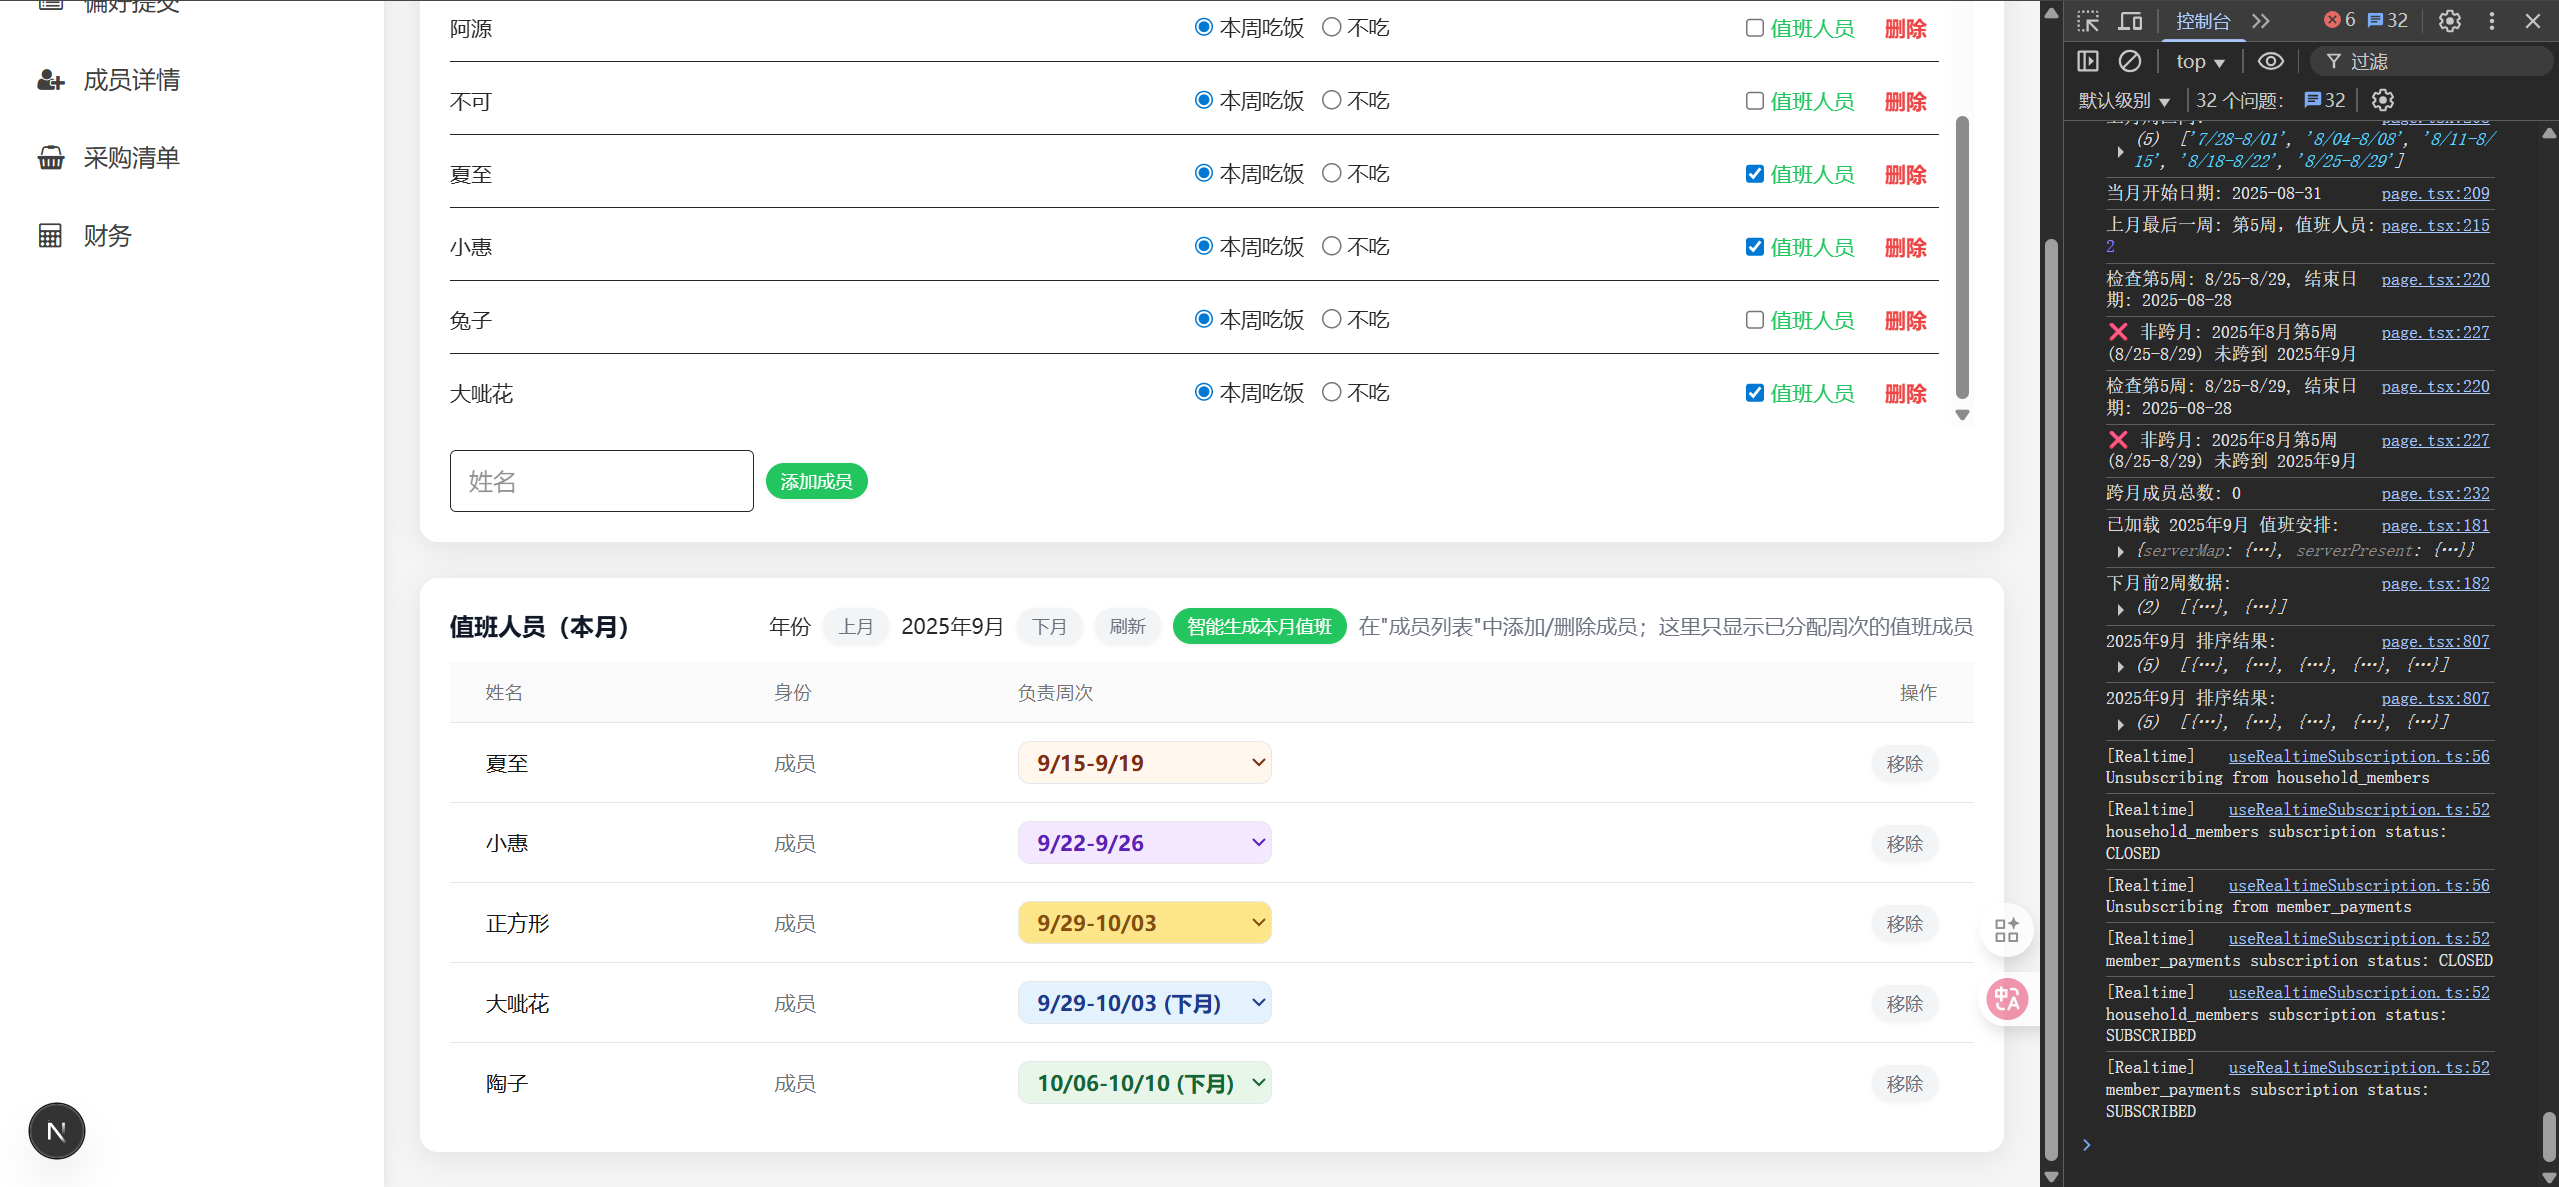 偏好提交
成员详情
采购清单
财务
阿源 本周吃饭 不吃 值班人员 删除
不可 本周吃饭 不吃 值班人员 删除
夏至 本周吃饭 不吃 值班人员 删除
小惠 本周吃饭 不吃 值班人员 删除
兔子 本周吃饭 不吃 值班人员 删除
大呲花 本周吃饭 不吃 值班人员 删除
姓名 添加成员
值班人员（本月） 年份 上月 2025年9月 下月 刷新 智能生成本月值班 在"成员列表"中添加/删除成员；这里只显示已分配周次的值班成员
姓名 身份 负责周次 操作
夏至 成员 9/15-9/19 移除
小惠 成员 9/22-9/26 移除
正方形 成员 9/29-10/03 移除
大呲花 成员 9/29-10/03 (下月) 移除
陶子 成员 10/06-10/10 (下月) 移除
N
控制台 6 32
top 过滤
默认级别 32 个问题: 32
(5) ['7/28-8/01', '8/04-8/08', '8/11-8/
15', '8/18-8/22', '8/25-8/29']
当月开始日期: 2025-08-31 page.tsx:209
上月最后一周: 第5周, 值班人员: page.tsx:215
2
检查第5周: 8/25-8/29, 结束日 page.tsx:220
期: 2025-08-28
❌ 非跨月: 2025年8月第5周 page.tsx:227
(8/25-8/29) 未跨到 2025年9月
检查第5周: 8/25-8/29, 结束日 page.tsx:220
期: 2025-08-28
❌ 非跨月: 2025年8月第5周 page.tsx:227
(8/25-8/29) 未跨到 2025年9月
跨月成员总数: 0 page.tsx:232
已加载 2025年9月 值班安排: page.tsx:181
{serverMap: {…}, serverPresent: {…}}
下月前2周数据: page.tsx:182
(2) [{…}, {…}]
2025年9月 排序结果: page.tsx:807
(5) [{…}, {…}, {…}, {…}, {…}]
2025年9月 排序结果: page.tsx:807
(5) [{…}, {…}, {…}, {…}, {…}]
[Realtime] useRealtimeSubscription.ts:56
Unsubscribing from household_members
[Realtime] useRealtimeSubscription.ts:52
household_members subscription status:
CLOSED
[Realtime] useRealtimeSubscription.ts:56
Unsubscribing from member_payments
[Realtime] useRealtimeSubscription.ts:52
member_payments subscription status: CLOSED
[Realtime] useRealtimeSubscription.ts:52
household_members subscription status:
SUBSCRIBED
[Realtime] useRealtimeSubscription.ts:52
member_payments subscription status:
SUBSCRIBED